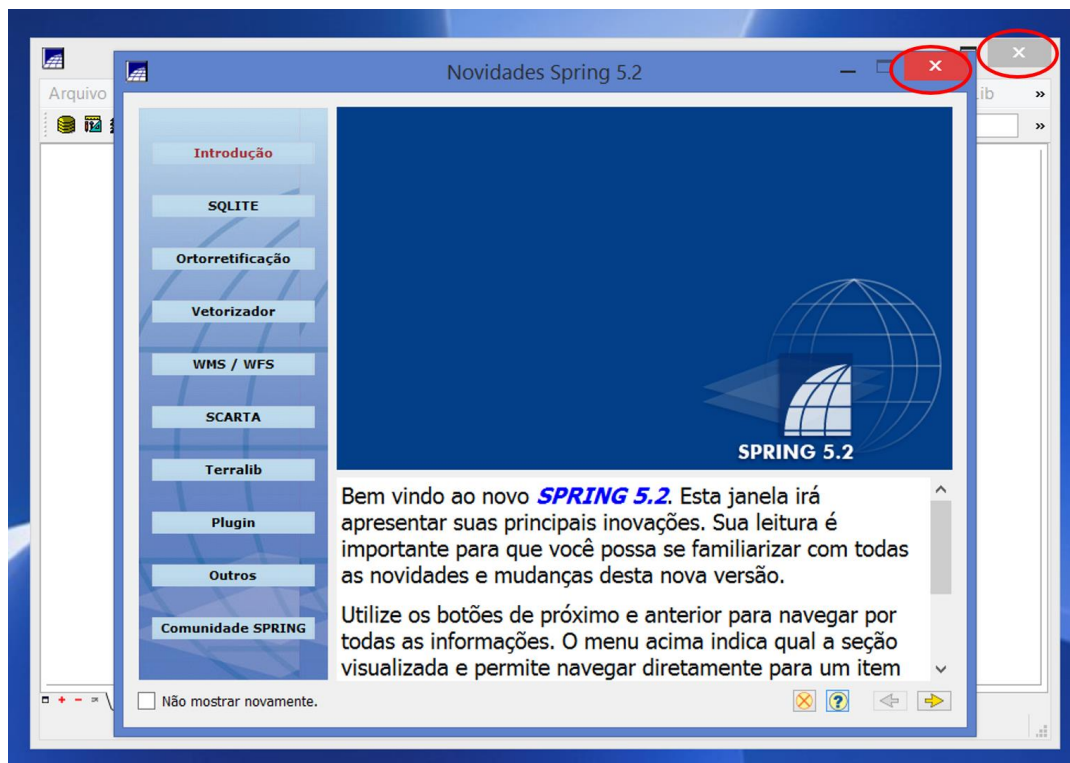 Novidades Spring 5.2
Arquivo
Introdução
SQLITE
Ortorretificação
Vetorizador
WMS / WFS
SCARTA
Terralib
Plugin
Outros
Comunidade SPRING
SPRING 5.2
Bem vindo ao novo SPRING 5.2. Esta janela irá
apresentar suas principais inovações. Sua leitura é
importante para que você possa se familiarizar com todas
as novidades e mudanças desta nova versão.
Utilize os botões de próximo e anterior para navegar por
todas as informações. O menu acima indica qual a seção
visualizada e permite navegar diretamente para um item
Não mostrar novamente.